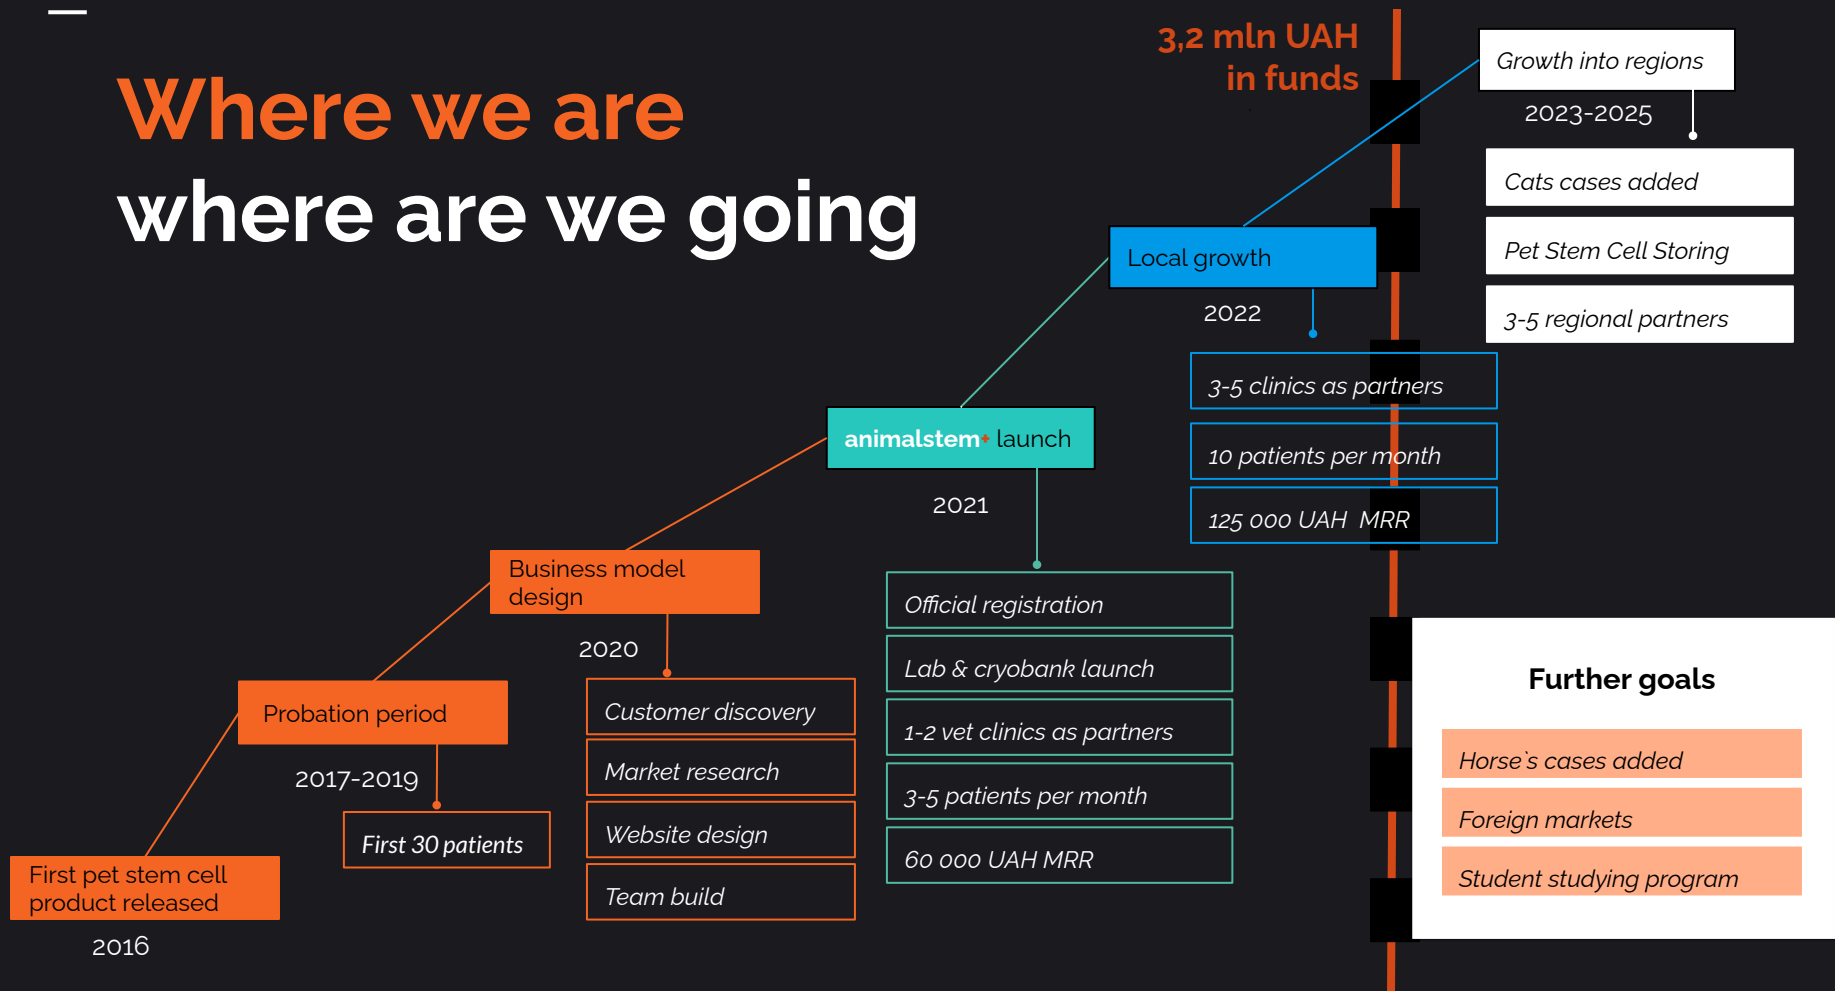 Where we are
where are we going
3,2 mln UAH
in funds
Growth into regions
2023-2025
Cats cases added
Pet Stem Cell Storing
3-5 regional partners
Local growth
2022
3-5 clinics as partners
10 patients per month
125 000 UAH MRR
animalstem+ launch
2021
Official registration
Lab & cryobank launch
1-2 vet clinics as partners
3-5 patients per month
60 000 UAH MRR
Business model
design
2020
Customer discovery
Market research
Website design
Team build
Probation period
2017-2019
First 30 patients
First pet stem cell
product released
2016
Further goals
Horse`s cases added
Foreign markets
Student studying program